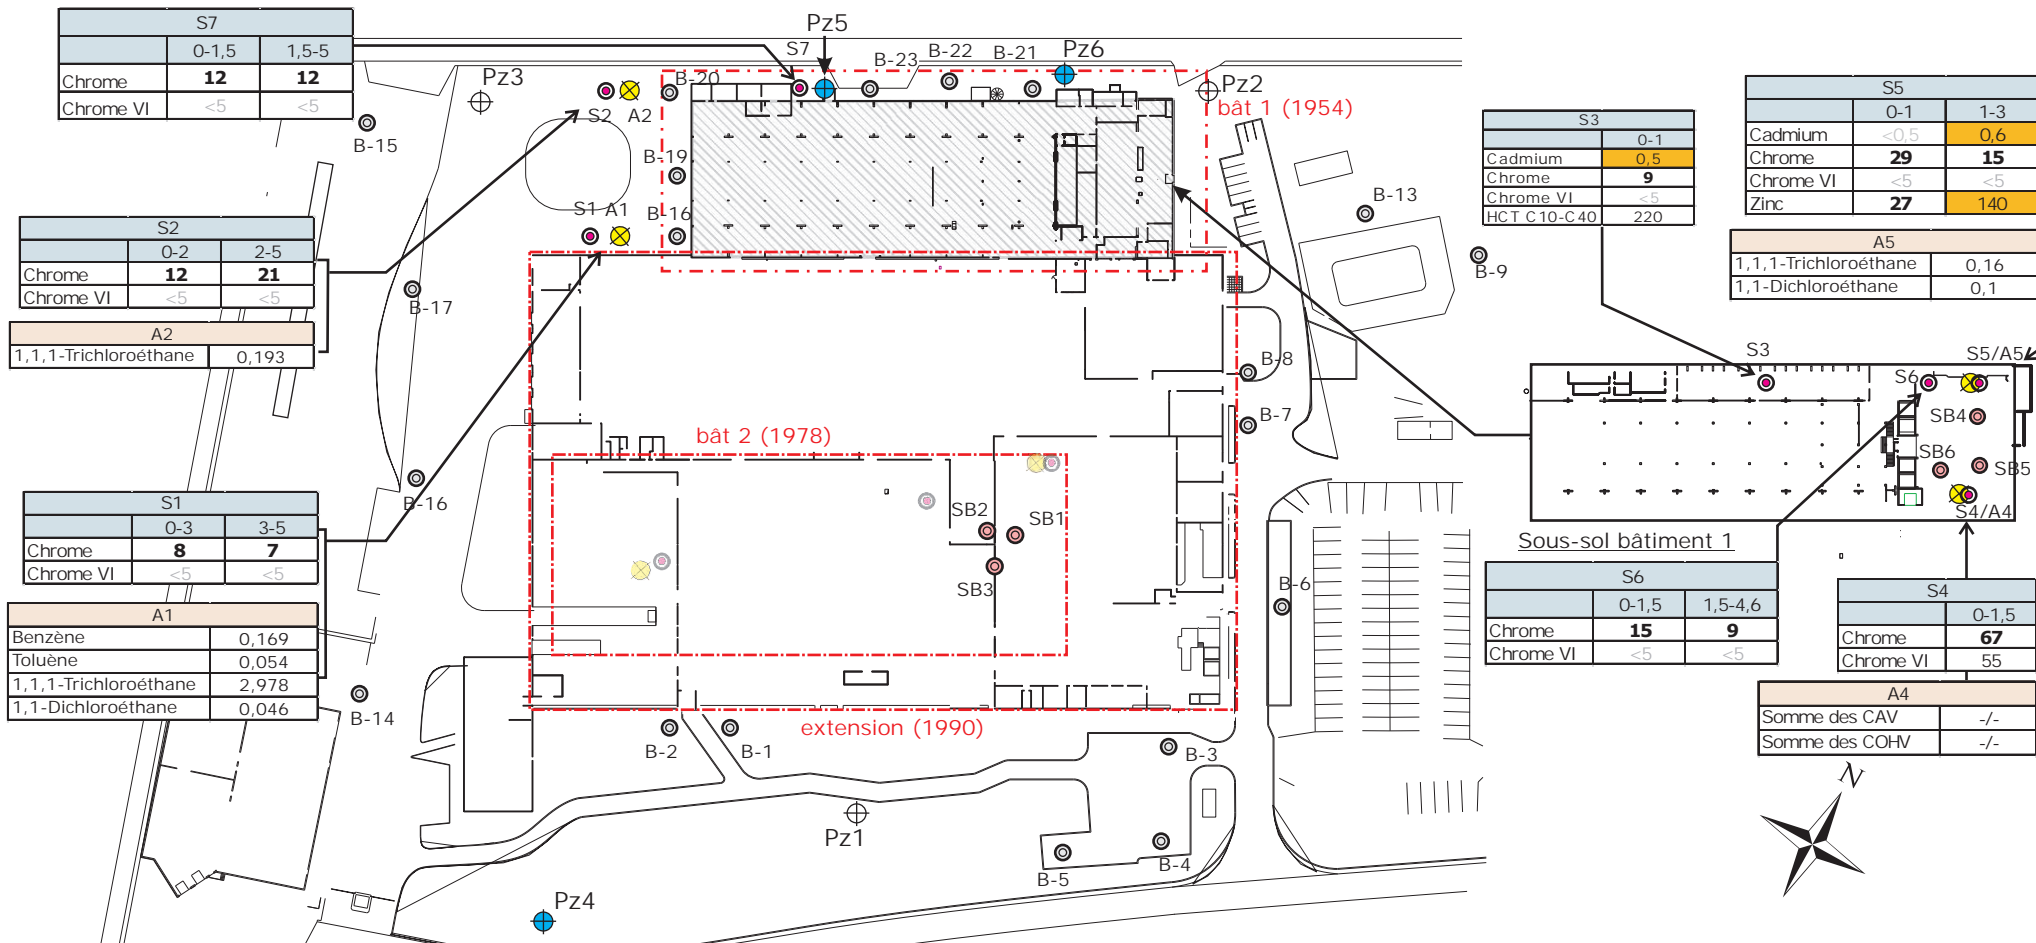 S7
0-1,5 1,5-5
Chrome 12 12
Chrome VI <5 <5
Pz5
S7
B-23
B-22
B-21
Pz6
Pz3
B-20
Pz2
bât 1 (1954)
S2 A2
B-15
B-19
S1 A1
B-16
B-13
B-9
S3
0-1
Cadmium 0,5
Chrome 9
Chrome VI <5
HCT C10-C40 220
S5
0-1 1-3
Cadmium <0,5 0,6
Chrome 29 15
Chrome VI <5 <5
Zinc 27 140
A5
1,1,1-Trichloroéthane 0,16
1,1-Dichloroéthane 0,1
S2
0-2 2-5
Chrome 12 21
Chrome VI <5 <5
A2
1,1,1-Trichloroéthane 0,193
B-17
B-8
B-7
S3
S5/A5
S6
SB4
SB6
SB5
S4/A4
bât 2 (1978)
B-16
SB2
SB1
SB3
S1
0-3 3-5
Chrome 8 7
Chrome VI <5 <5
A1
Benzène 0,169
Toluène 0,054
1,1,1-Trichloroéthane 2,978
1,1-Dichloroéthane 0,046
B-14
B-6
Sous-sol bâtiment 1
S6
0-1,5 1,5-4,6
Chrome 15 9
Chrome VI <5 <5
S4
0-1,5
Chrome 67
Chrome VI 55
A4
Somme des CAV -/-
Somme des COHV -/-
extension (1990)
B-2
B-1
B-3
N
Pz1
B-5
B-4
Pz4